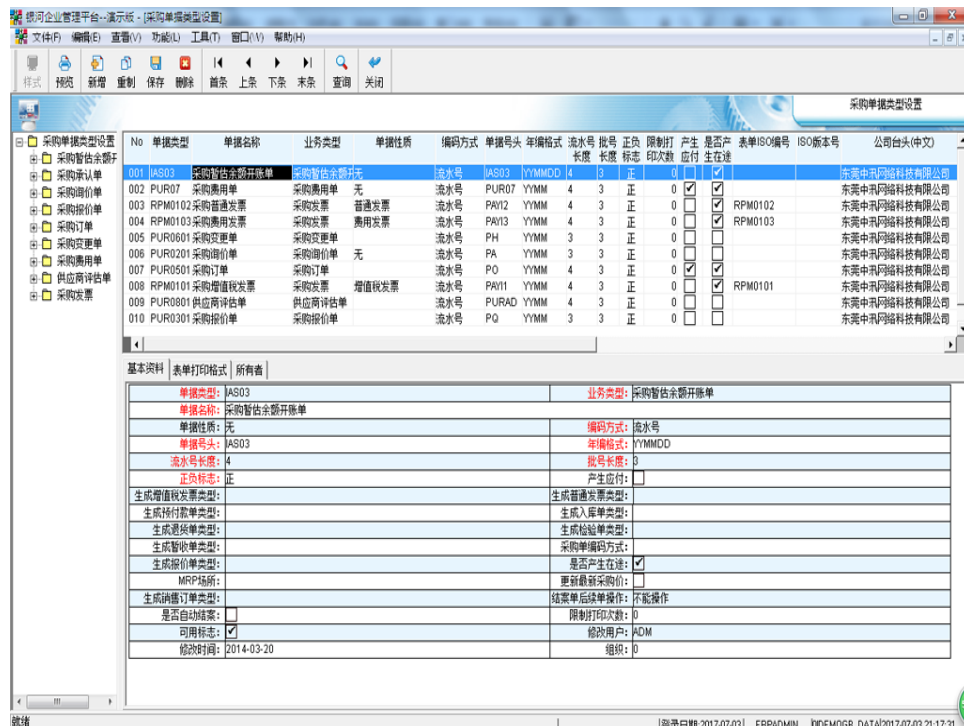 银河企业管理平台--演示版 - [采购单据类型设置]
文件(F) 编辑(E) 查看(V) 功能(L) 工具(T) 窗口(W) 帮助(H)
样式 预览 新增 重制 保存 删除 首条 上条 下条 末条 查询 关闭
采购单据类型设置
采购单据类型设置
采购暂估余额开
采购承认单
采购询价单
采购报价单
采购订单
采购变更单
采购费用单
供应商评估单
采购发票
No 单据类型 单据名称 业务类型 单据性质 编码方式 单据号头 年编格式 流水号长度 批号长度 正负标志 限制打印次数 产生应付 是否产生在途 表单ISO编号 ISO版本号 公司台头(中文)
001 IAS03 采购暂估余额开账单 采购暂估余额开 无 流水号 IAS03 YYMMDD 4 3 正 0 东莞中讯网络科技有限公司
002 PUR07 采购费用单 采购费用单 无 流水号 PUR07 YYMM 4 3 正 0 东莞中讯网络科技有限公司
003 RPM0102 采购普通发票 采购发票 普通发票 流水号 PAYI2 YYMM 4 3 正 0 RPM0102 东莞中讯网络科技有限公司
004 RPM0103 采购费用发票 采购发票 费用发票 流水号 PAYI3 YYMM 4 3 正 0 RPM0103 东莞中讯网络科技有限公司
005 PUR0601 采购变更单 采购变更单 流水号 PH YYMM 3 3 正 0 东莞中讯网络科技有限公司
006 PUR0201 采购询价单 采购询价单 无 流水号 PA YYMM 3 3 正 0 东莞中讯网络科技有限公司
007 PUR0501 采购订单 采购订单 流水号 PO YYMM 4 3 正 0 东莞中讯网络科技有限公司
008 RPM0101 采购增值税发票 采购发票 增值税发票 流水号 PAYI1 YYMM 4 3 正 0 RPM0101 东莞中讯网络科技有限公司
009 PUR0801 供应商评估单 供应商评估单 流水号 PURAD YYMM 4 3 正 0 东莞中讯网络科技有限公司
010 PUR0301 采购报价单 采购报价单 流水号 PQ YYMM 3 3 正 0 东莞中讯网络科技有限公司
基本资料 表单打印格式 所有者
单据类型: IAS03 业务类型: 采购暂估余额开账单
单据名称: 采购暂估余额开账单
单据性质: 无 编码方式: 流水号
单据号头: IAS03 年编格式: YYMMDD
流水号长度: 4 批号长度: 3
正负标志: 正 产生应付:
生成增值税发票类型: 生成普通发票类型:
生成预付款单类型: 生成入库单类型:
生成退货单类型: 生成检验单类型:
生成暂收单类型: 采购单编码方式:
生成报价单类型: 是否产生在途:
MRP场所: 更新最新采购价:
生成销售订单类型: 结案单后续单操作: 不能操作
是否自动结案: 限制打印次数: 0
可用标志: 修改用户: ADM
修改时间: 2014-03-20 组织: 0
就绪 登录日期:2017-07-03 ERPADMIN 2017-07-03 21:17:31